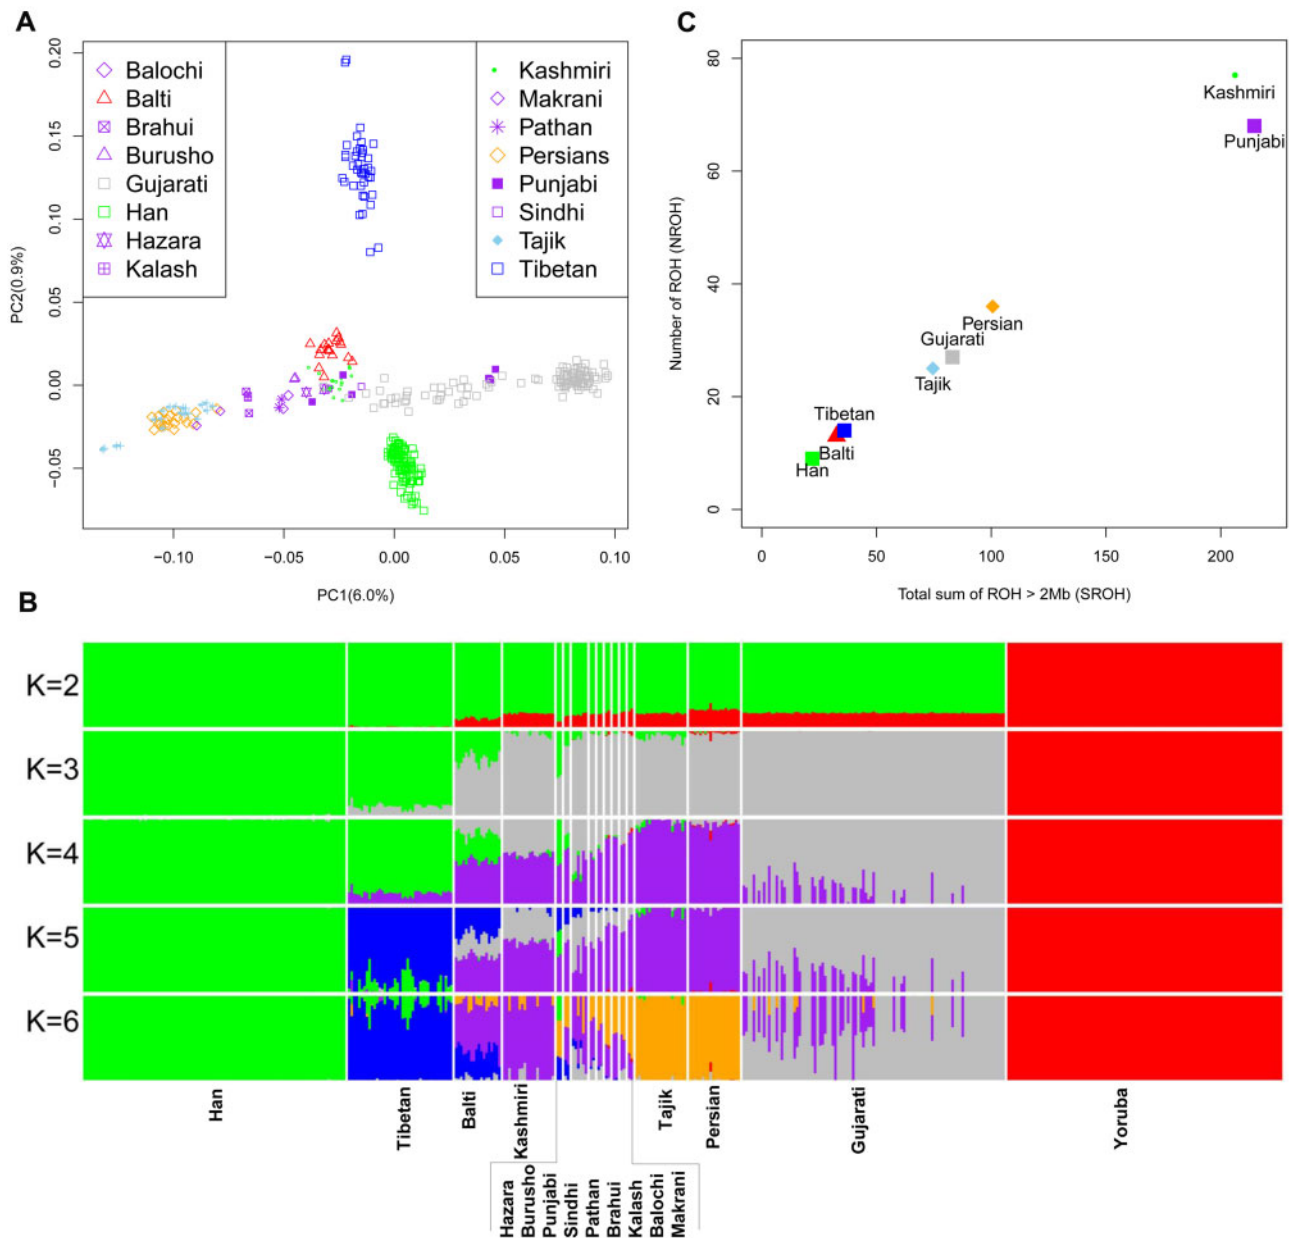 A
Balochi
Balti
Brahui
Burusho
Gujarati
Han
Hazara
Kalash
Kashmiri
Makrani
Pathan
Persians
Punjabi
Sindhi
Tajik
Tibetan
PC2(0.9%)
0.20
0.15
0.10
0.05
0.00
−0.05
−0.10
−0.05
0.00
0.05
0.10
PC1(6.0%)
C
Number of ROH (NROH)
80
60
40
20
0
Kashmiri
Punjabi
Persian
Gujarati
Tajik
Tibetan
Balti
Han
0
50
100
150
200
Total sum of ROH > 2Mb (SROH)
B
K=2
K=3
K=4
K=5
K=6
Han
Tibetan
Balti
Kashmiri
Tajik
Persian
Gujarati
Yoruba
Hazara
Burusho
Punjabi
Sindhi
Pathan
Brahui
Kalash
Balochi
Makrani